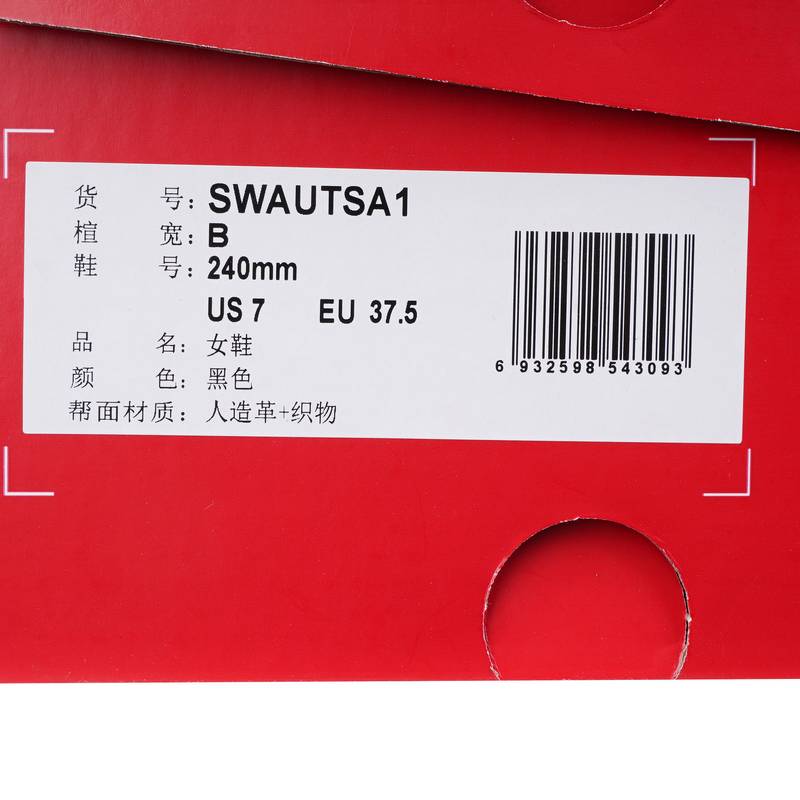 货 号: SWAUTSA1
楦 宽: B
鞋 号: 240mm
US 7 EU 37.5
品 名: 女鞋
颜 色: 黑色
帮面材质: 人造革+织物
6 932598 543093